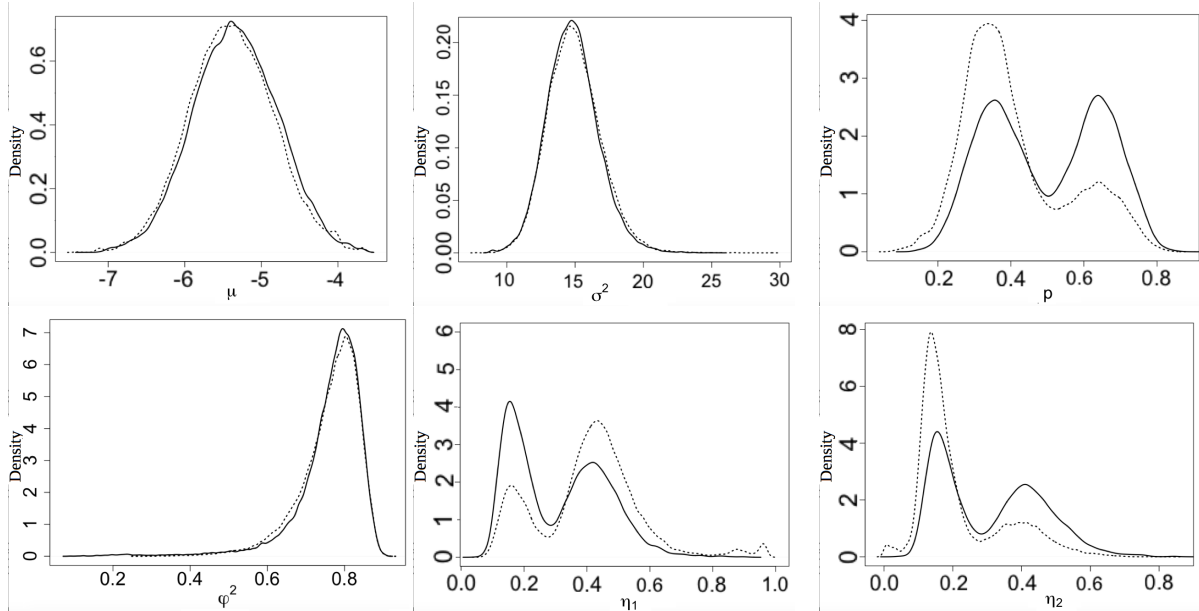 Density
0.0 0.2 0.4 0.6
-7 -6 -5 -4
μ
Density
0.00 0.05 0.10 0.15 0.20
10 15 20 25 30
σ²
Density
0 1 2 3 4
0.2 0.4 0.6 0.8
p
Density
0 1 2 3 4 5 6 7
0.2 0.4 0.6 0.8
φ²
Density
0 1 2 3 4 5 6
0.0 0.2 0.4 0.6 0.8 1.0
η₁
Density
0 2 4 6 8
0.0 0.2 0.4 0.6 0.8
η₂